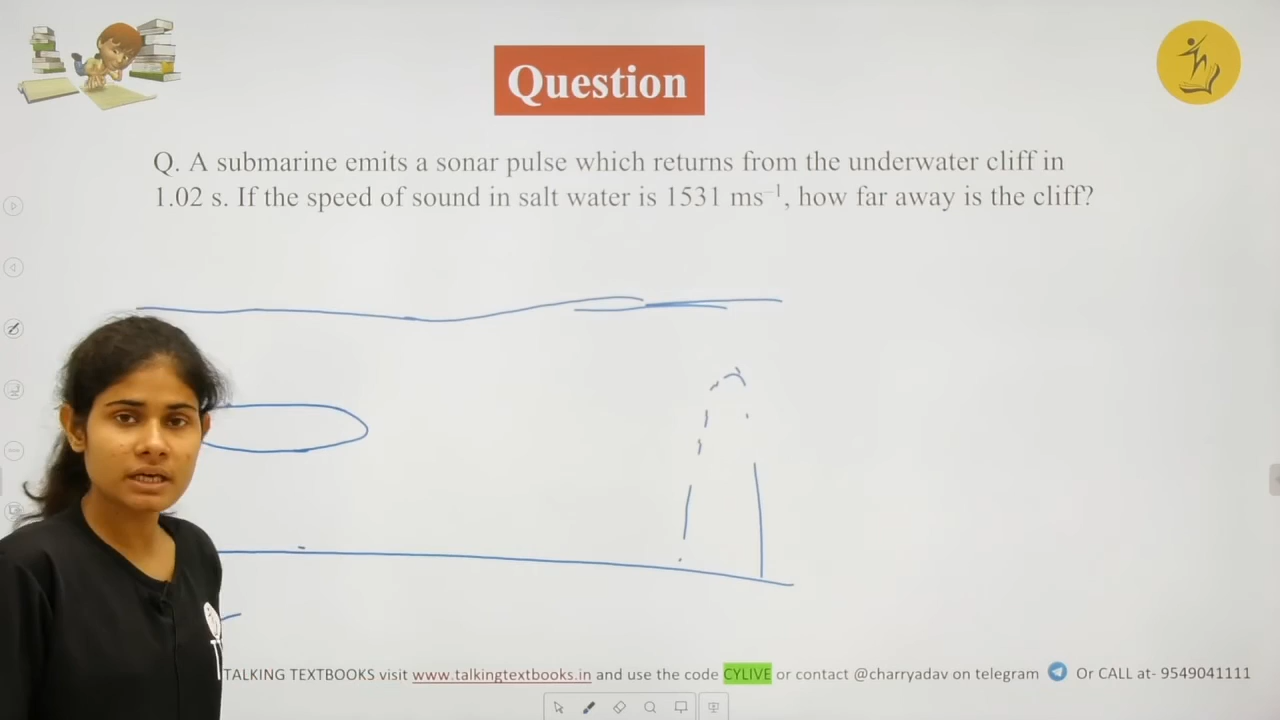 Question
Q. A submarine emits a sonar pulse which returns from the underwater cliff in
1.02 s. If the speed of sound in salt water is 1531 ms⁻¹, how far away is the cliff?
TALKING TEXTBOOKS visit www.talkingtextbooks.in and use the code CYLIVE or contact @charryadav on telegram Or CALL at- 9549041111